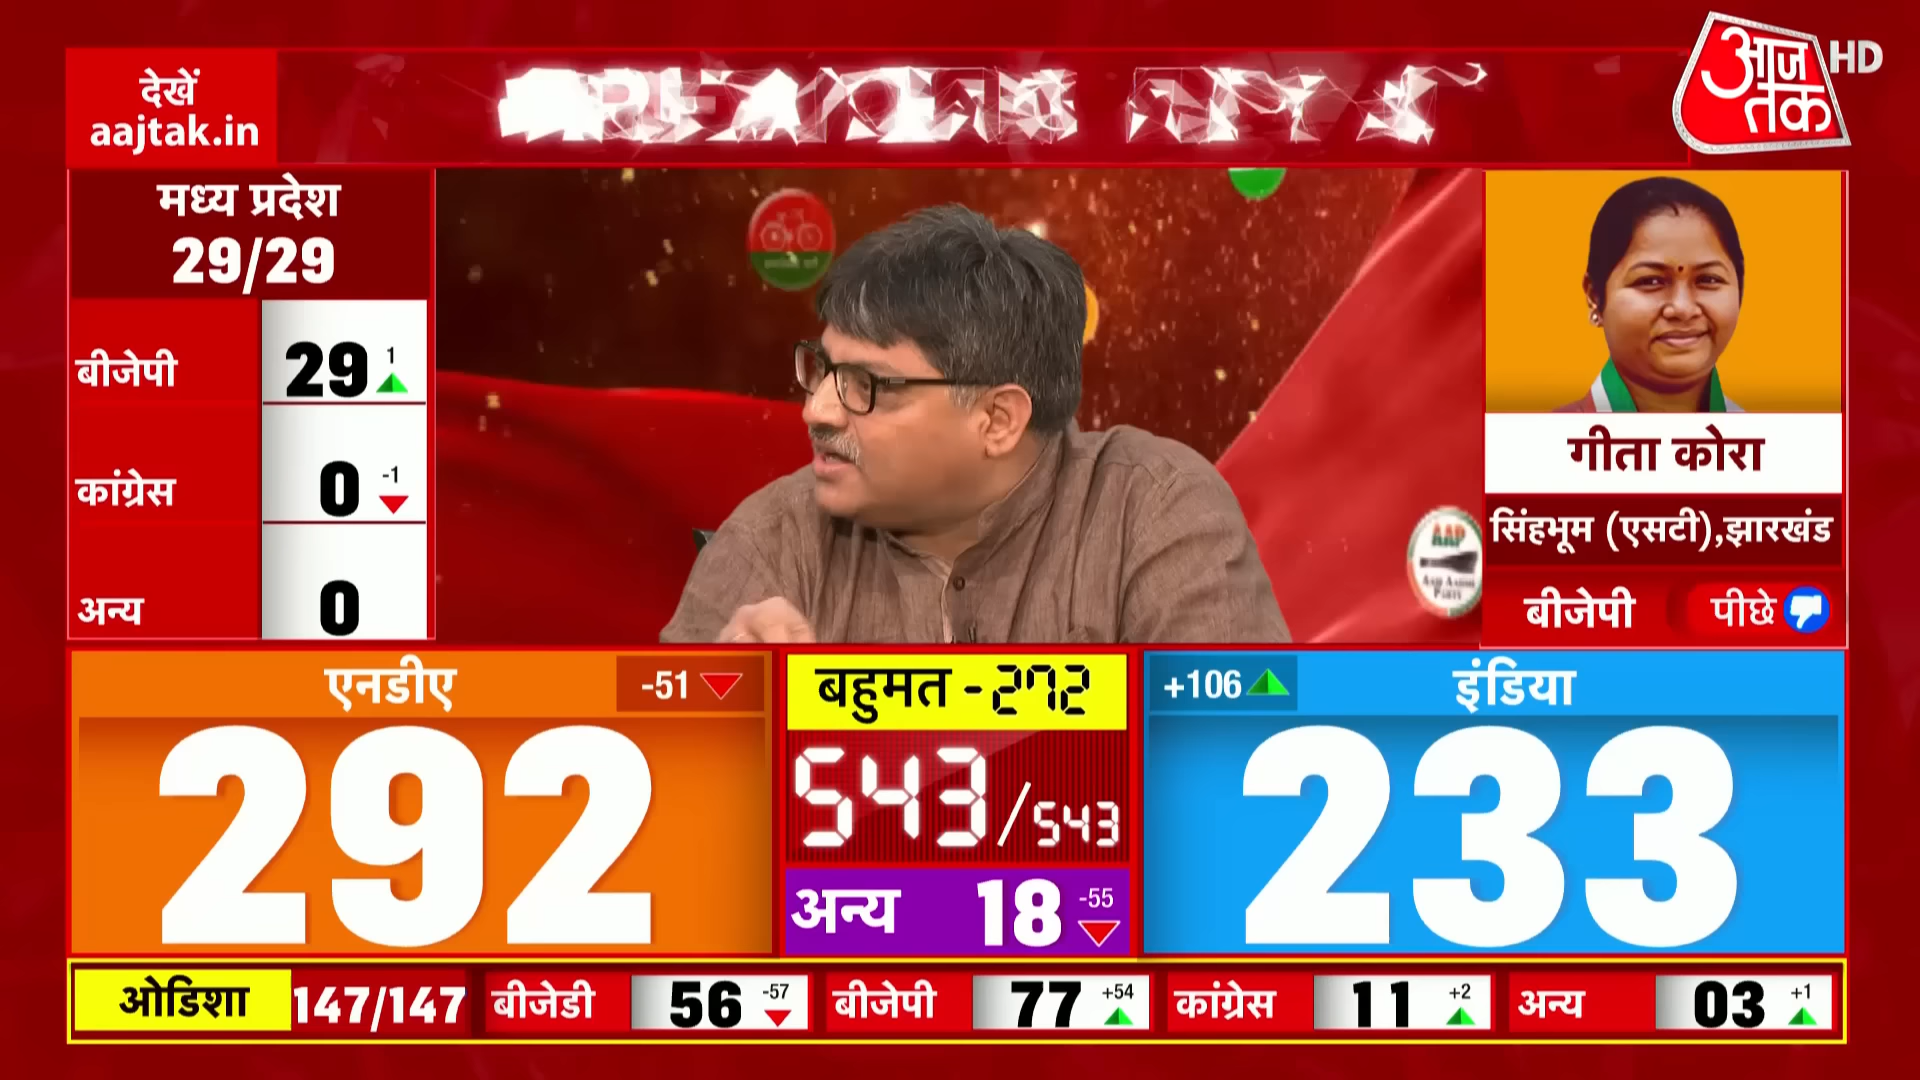 देखें
aajtak.in
आज
तक
HD
मध्य प्रदेश
29/29
बीजेपी 29 1
कांग्रेस 0 -1
अन्य 0
AAP
गीता कोरा
सिंहभूम (एसटी),झारखंड
बीजेपी पीछे
एनडीए -51
292
बहुमत - 272
543/543
अन्य 18 -55
+106 इंडिया
233
ओडिशा 147/147 बीजेडी 56 -57 बीजेपी 77 +54 कांग्रेस 11 +2 अन्य 03 +1